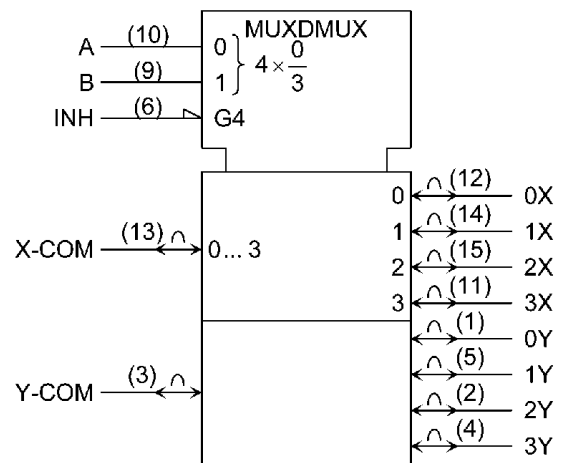 MUXDMUX
A (10) 0
B (9) 1
4 × 0/3
INH (6) G4
0 ∩ (12) 0X
1 ∩ (14) 1X
X-COM (13) ∩ 0... 3
2 ∩ (15) 2X
3 ∩ (11) 3X
∩ (1) 0Y
∩ (5) 1Y
Y-COM (3) ∩
∩ (2) 2Y
∩ (4) 3Y